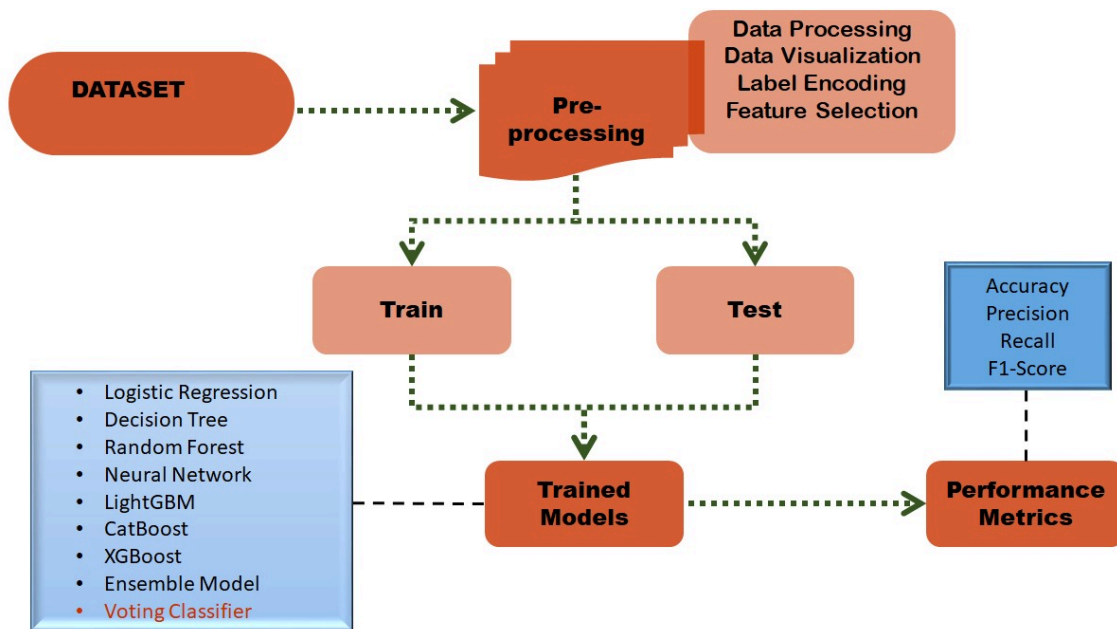 DATASET
Pre-
processing
Data Processing
Data Visualization
Label Encoding
Feature Selection
Train
Test
Accuracy
Precision
Recall
F1-Score
• Logistic Regression
• Decision Tree
• Random Forest
• Neural Network
• LightGBM
• CatBoost
• XGBoost
• Ensemble Model
• Voting Classifier
Trained
Models
Performance
Metrics